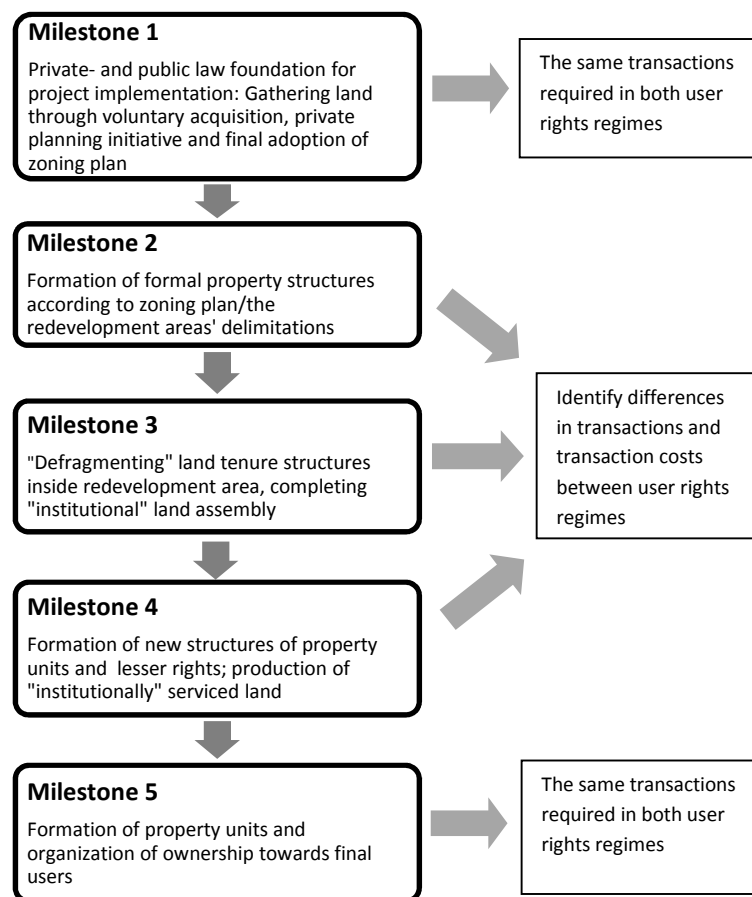 Milestone 1
Private- and public law foundation for
project implementation: Gathering land
through voluntary acquisition, private
planning initiative and final adoption of
zoning plan
The same transactions
required in both user
rights regimes
Milestone 2
Formation of formal property structures
according to zoning plan/the
redevelopment areas' delimitations
Milestone 3
"Defragmenting" land tenure structures
inside redevelopment area, completing
"institutional" land assembly
Identify differences
in transactions and
transaction costs
between user rights
regimes
Milestone 4
Formation of new structures of property
units and lesser rights; production of
"institutionally" serviced land
Milestone 5
Formation of property units and
organization of ownership towards final
users
The same transactions
required in both user
rights regimes